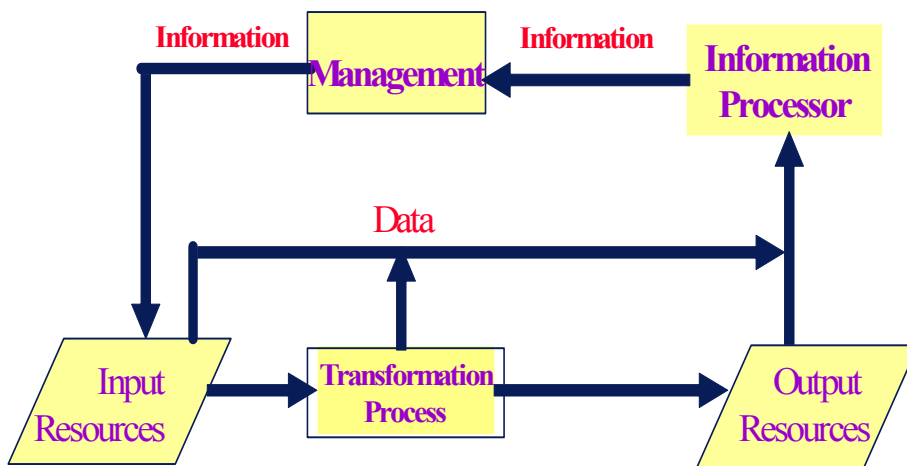 Information
Management
Information
Information
Processor
Data
Input
Resources
Transformation
Process
Output
Resources